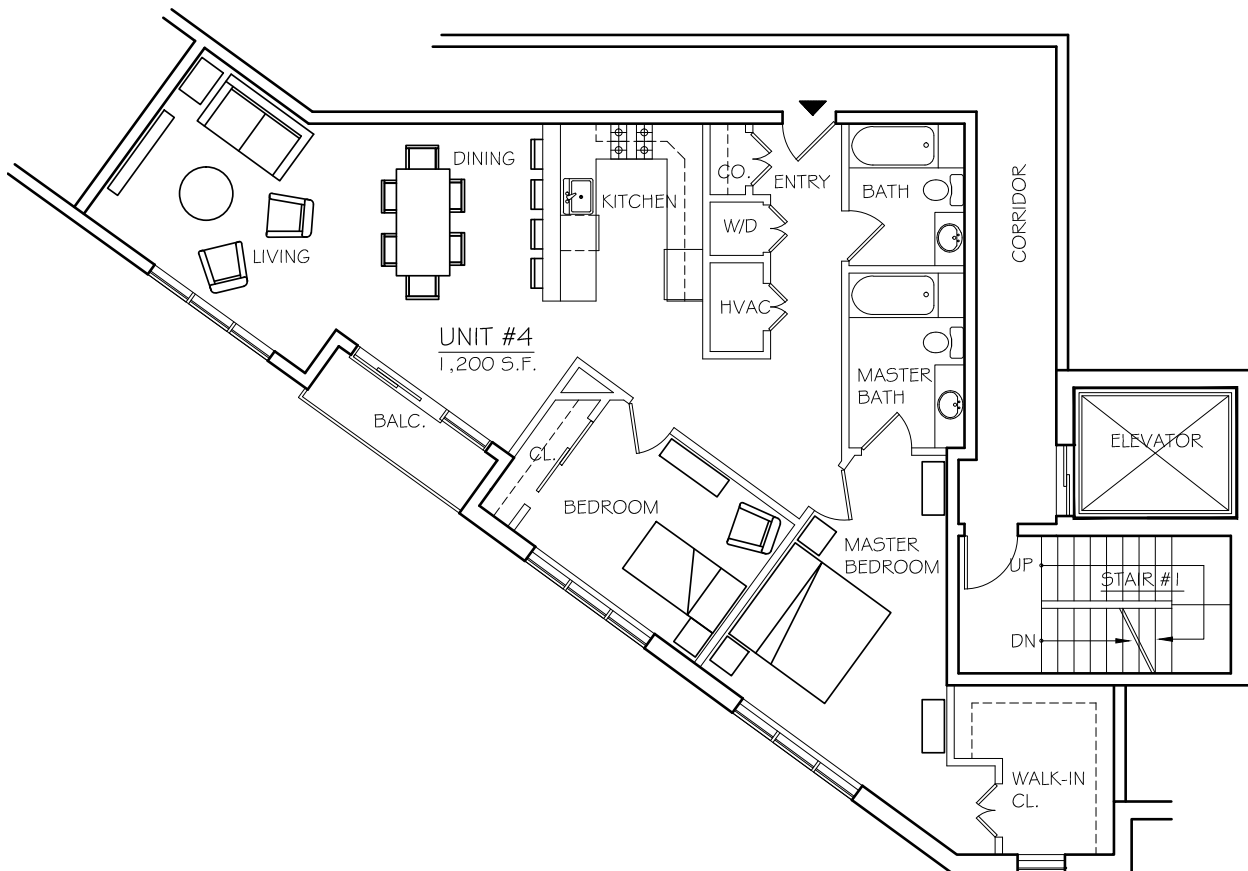 DINING
CO.
ENTRY
BATH
KITCHEN
W/D
CORRIDOR
LIVING
HVAC
UNIT #4
1,200 S.F.
MASTER
BATH
BALC.
ELEVATOR
CL.
BEDROOM
MASTER
BEDROOM
UP
STAIR #1
DN
WALK-IN
CL.